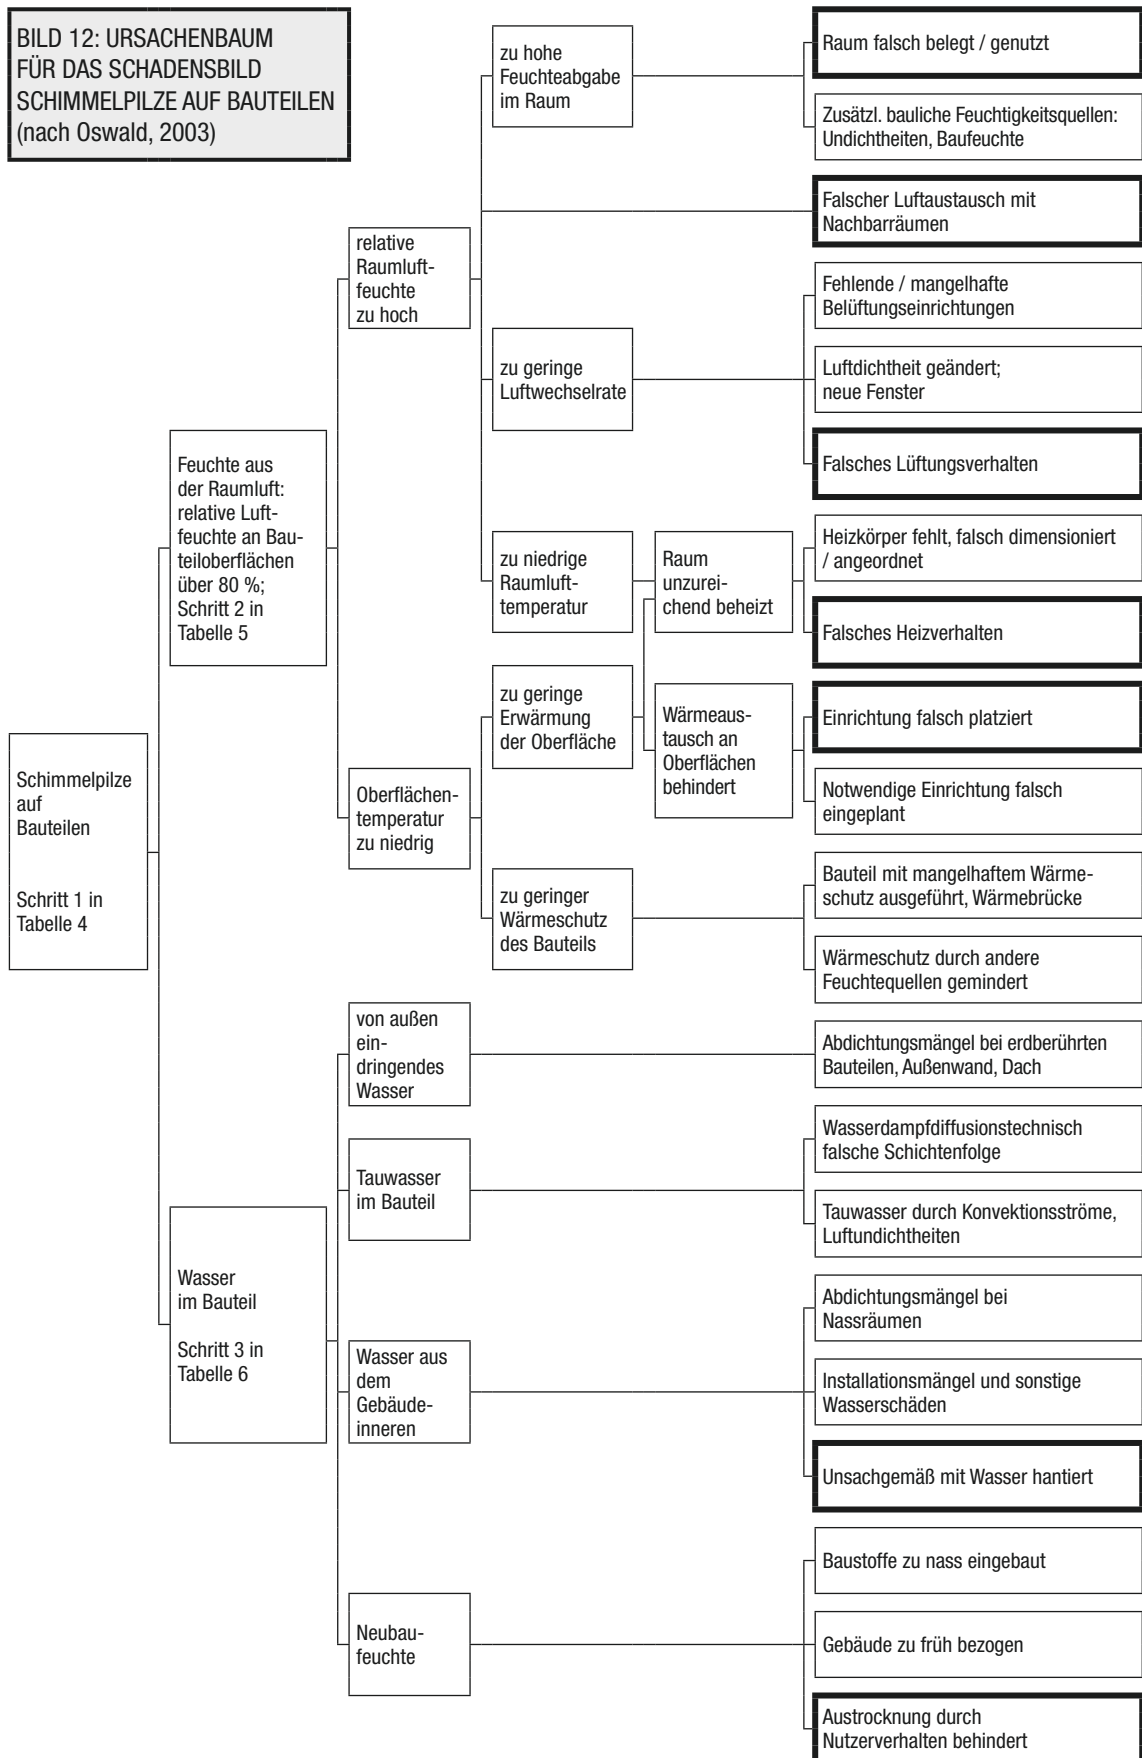 BILD 12: URSACHENBAUM
FÜR DAS SCHADENSBILD
SCHIMMELPILZE AUF BAUTEILEN
(nach Oswald, 2003)
Schimmelpilze
auf
Bauteilen
Schritt 1 in
Tabelle 4
Feuchte aus
der Raumluft:
relative Luft-
feuchte an Bau-
teiloberflächen
über 80 %;
Schritt 2 in
Tabelle 5
relative
Raumluft-
feuchte
zu hoch
zu hohe
Feuchteabgabe
im Raum
Raum falsch belegt / genutzt
Zusätzl. bauliche Feuchtigkeitsquellen:
Undichtheiten, Baufeuchte
Falscher Luftaustausch mit
Nachbarräumen
zu geringe
Luftwechselrate
Fehlende / mangelhafte
Belüftungseinrichtungen
Luftdichtheit geändert;
neue Fenster
Falsches Lüftungsverhalten
zu niedrige
Raumluft-
temperatur
Raum
unzurei-
chend beheizt
Heizkörper fehlt, falsch dimensioniert
/ angeordnet
Falsches Heizverhalten
Oberflächen-
temperatur
zu niedrig
zu geringe
Erwärmung
der Oberfläche
Wärmeaus-
tausch an
Oberflächen
behindert
Einrichtung falsch platziert
Notwendige Einrichtung falsch
eingeplant
zu geringer
Wärmeschutz
des Bauteils
Bauteil mit mangelhaftem Wärme-
schutz ausgeführt, Wärmebrücke
Wärmeschutz durch andere
Feuchtequellen gemindert
Wasser
im Bauteil
Schritt 3 in
Tabelle 6
von außen
ein-
dringendes
Wasser
Abdichtungsmängel bei erdberührten
Bauteilen, Außenwand, Dach
Tauwasser
im Bauteil
Wasserdampfdiffusionstechnisch
falsche Schichtenfolge
Tauwasser durch Konvektionsströme,
Luftundichtheiten
Wasser aus
dem
Gebäude-
inneren
Abdichtungsmängel bei
Nassräumen
Installationsmängel und sonstige
Wasserschäden
Unsachgemäß mit Wasser hantiert
Neubau-
feuchte
Baustoffe zu nass eingebaut
Gebäude zu früh bezogen
Austrocknung durch
Nutzerverhalten behindert